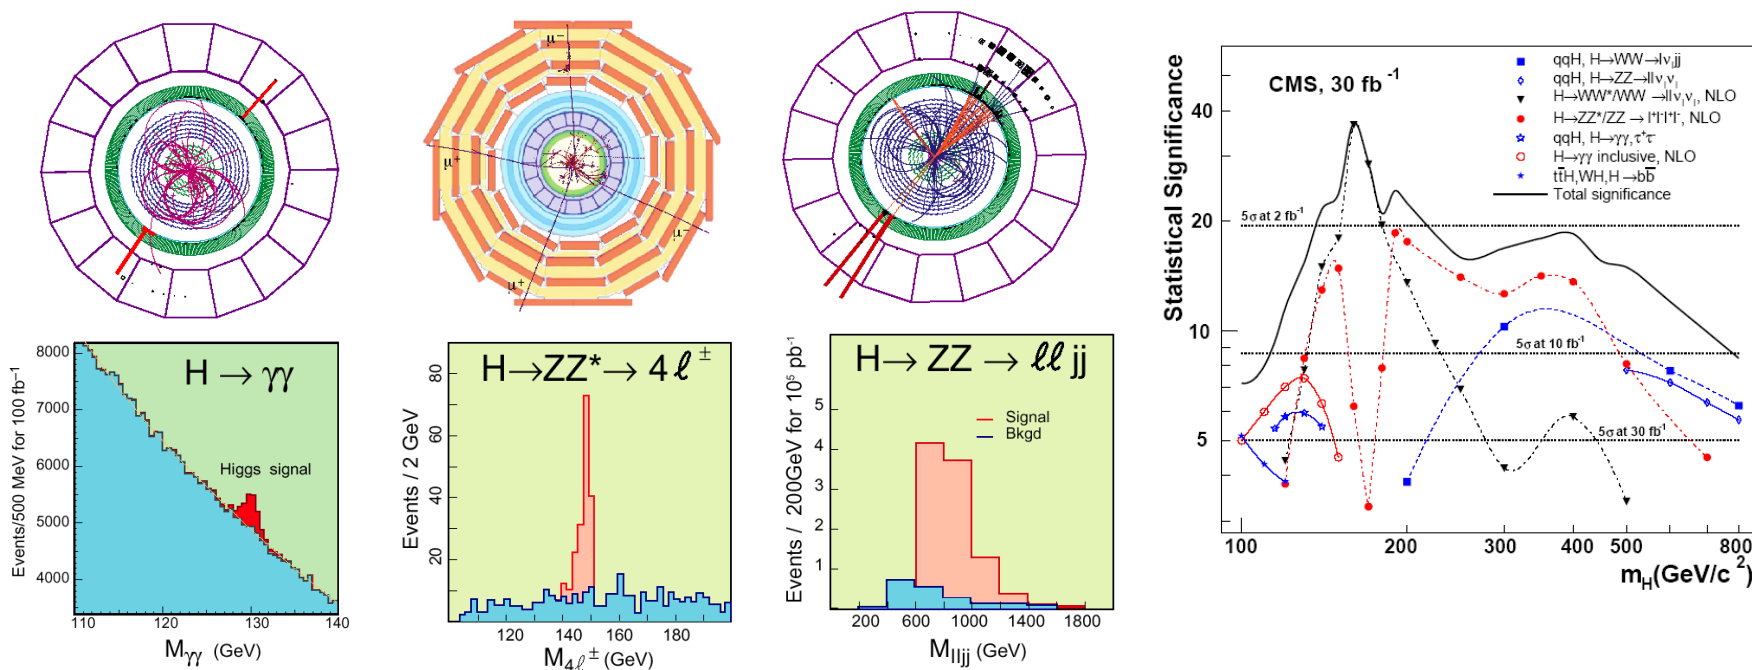 μ⁻
μ⁺
μ⁻
μ⁺
H→γγ
Higgs signal
Events/500 MeV for 100 fb⁻¹
8000
7000
6000
5000
4000
110 120 130 140
Mγγ (GeV)
H→ZZ*→4ℓ±
Events / 2 GeV
80
60
40
20
120 140 160 180
M4ℓ± (GeV)
H→ ZZ → ℓℓ jj
Signal
Bkgd
Events / 200GeV for 10⁵ pb⁻¹
5
4
3
2
1
200 600 1000 1400 1800
Mlljj (GeV)
CMS, 30 fb⁻¹
qqH, H→WW→lνljj
qqH, H→ZZ→llνlνl
H→WW*/WW →llνlνl, NLO
H→ZZ*/ZZ → l⁺l⁻l⁺l⁻, NLO
qqH, H→γγ,τ⁺τ⁻
H→γγ inclusive, NLO
tt̄H,WH,H→bb̄
Total significance
Statistical Significance
40
20
10
5
5σ at 2 fb⁻¹
5σ at 10 fb⁻¹
5σ at 30 fb⁻¹
100 200 300 400 500 600 800
mH(GeV/c²)